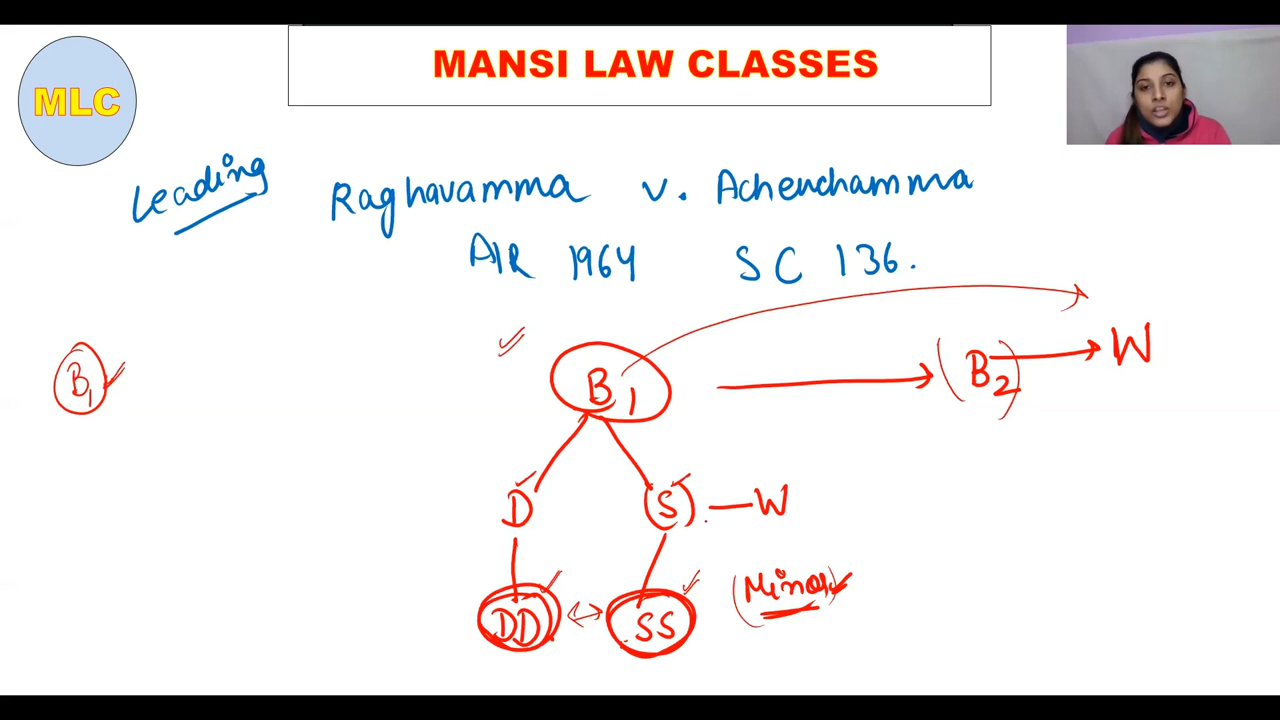 MANSI LAW CLASSES
MLC
Leading Raghavamma v. Achenchamma
AIR 1964 SC 136.
B1 B1 B2 W
D S W
DD SS (Minor)